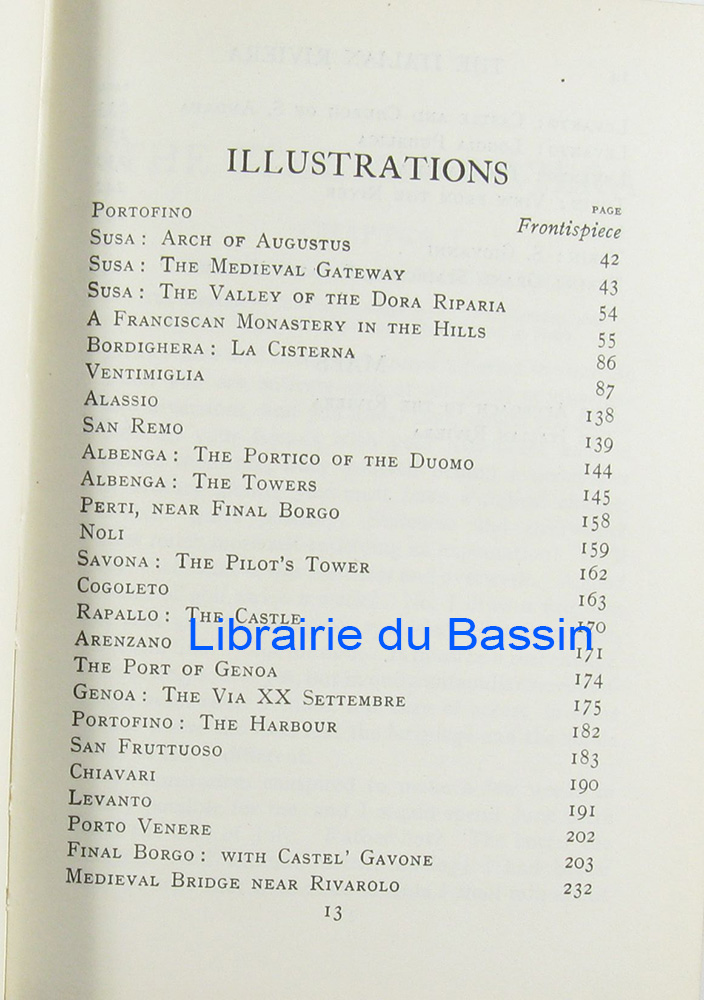 ILLUSTRATIONS
PAGE
PORTOFINO Frontispiece
SUSA: ARCH OF AUGUSTUS 42
SUSA: THE MEDIEVAL GATEWAY 43
SUSA: THE VALLEY OF THE DORA RIPARIA 54
A FRANCISCAN MONASTERY IN THE HILLS 55
BORDIGHERA: LA CISTERNA 86
VENTIMIGLIA 87
ALASSIO 138
SAN REMO 139
ALBENGA: THE PORTICO OF THE DUOMO 144
ALBENGA: THE TOWERS 145
PERTI, NEAR FINAL BORGO 158
NOLI 159
SAVONA: THE PILOT'S TOWER 162
COGOLETO 163
RAPALLO: THE CASTLE 170
Librairie du Bassin
ARENZANO 171
THE PORT OF GENOA 174
GENOA: THE VIA XX SETTEMBRE 175
PORTOFINO: THE HARBOUR 182
SAN FRUTTUOSO 183
CHIAVARI 190
LEVANTO 191
PORTO VENERE 202
FINAL BORGO: WITH CASTEL' GAVONE 203
MEDIEVAL BRIDGE NEAR RIVAROLO 232
13